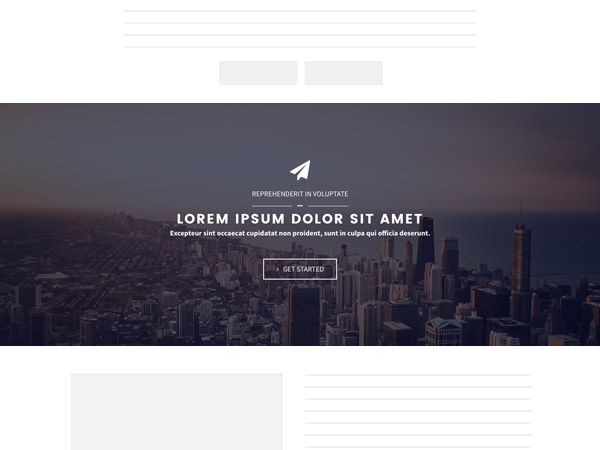 REPREHENDERIT IN VOLUPTATE
LOREM IPSUM DOLOR SIT AMET
Excepteur sint occaecat cupidatat non proident, sunt in culpa qui officia deserunt.
> GET STARTED